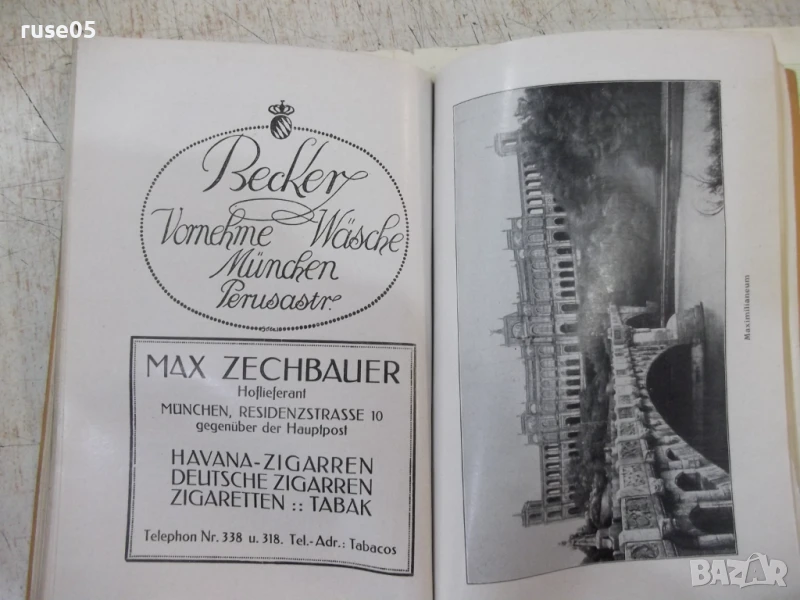 ruse05
Becker
Vornehme Wäsche
München
Perusastr.
MAX ZECHBAUER
Hoflieferant
MÜNCHEN, RESIDENZSTRASSE 10
gegenüber der Hauptpost
HAVANA-ZIGARREN
DEUTSCHE ZIGARREN
ZIGARETTEN :: TABAK
Telephon Nr. 338 u. 318. Tel.-Adr.: Tabacos
Maximilianeum
BAZAR